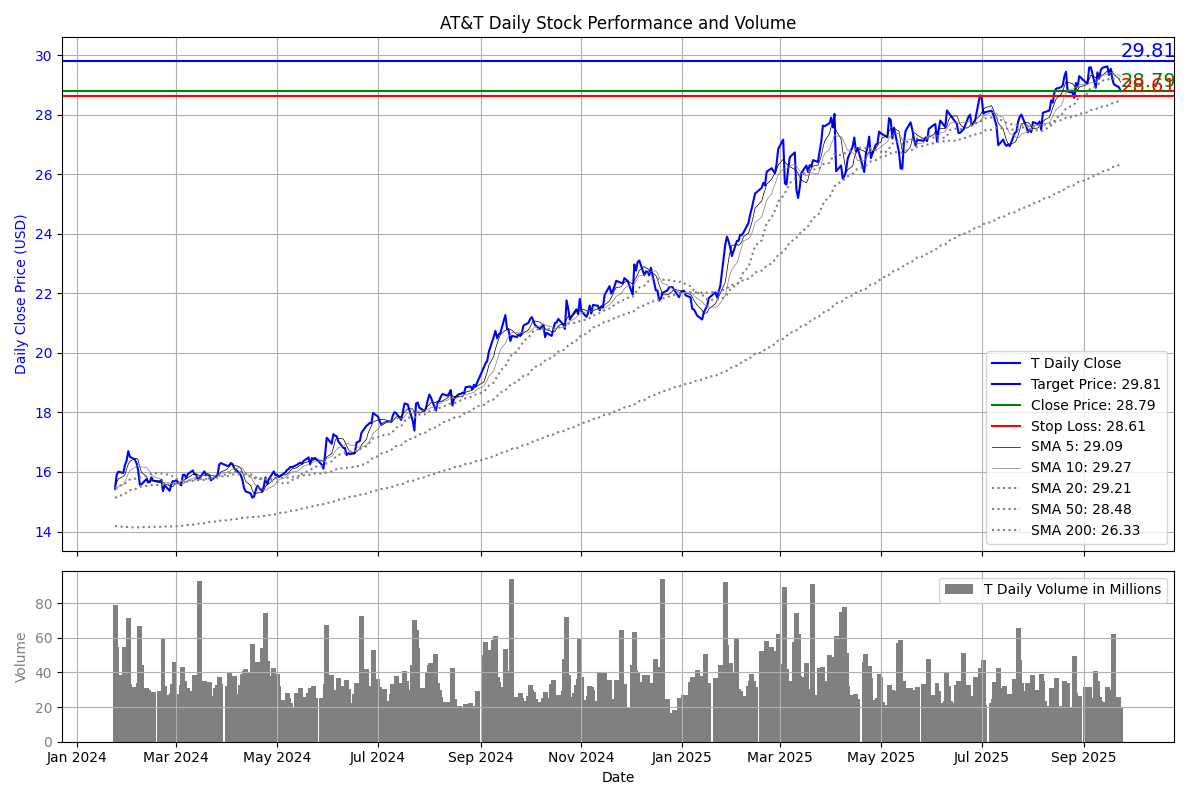 AT&T Daily Stock Performance and Volume
Daily Close Price (USD)
30
28
26
24
22
20
18
16
14
29.81
28.79
28.61
T Daily Close
Target Price: 29.81
Close Price: 28.79
Stop Loss: 28.61
SMA 5: 29.09
SMA 10: 29.27
SMA 20: 29.21
SMA 50: 28.48
SMA 200: 26.33
Volume
80
60
40
20
0
T Daily Volume in Millions
Jan 2024 Mar 2024 May 2024 Jul 2024 Sep 2024 Nov 2024 Jan 2025 Mar 2025 May 2025 Jul 2025 Sep 2025
Date